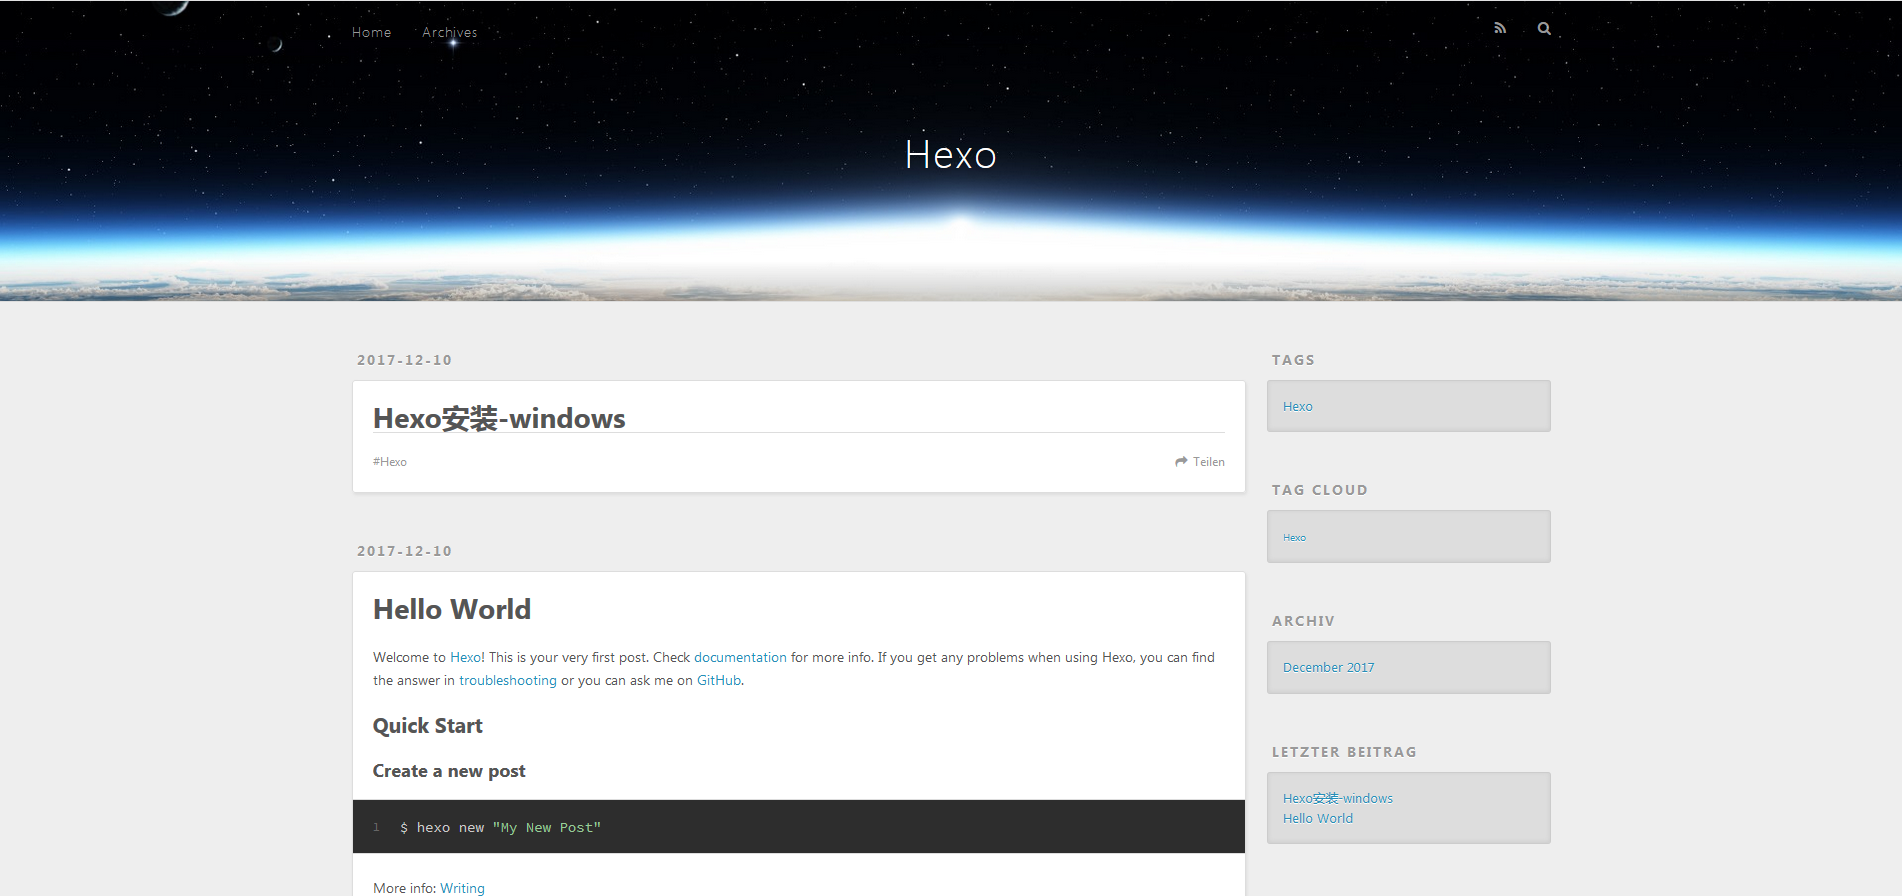 Home Archives
Hexo
2017-12-10
Hexo安装-windows
#Hexo Teilen
2017-12-10
Hello World
Welcome to Hexo! This is your very first post. Check documentation for more info. If you get any problems when using Hexo, you can find
the answer in troubleshooting or you can ask me on GitHub.
Quick Start
Create a new post
1 $ hexo new "My New Post"
More info: Writing
TAGS
Hexo
TAG CLOUD
Hexo
ARCHIV
December 2017
LETZTER BEITRAG
Hexo安装-windows
Hello World